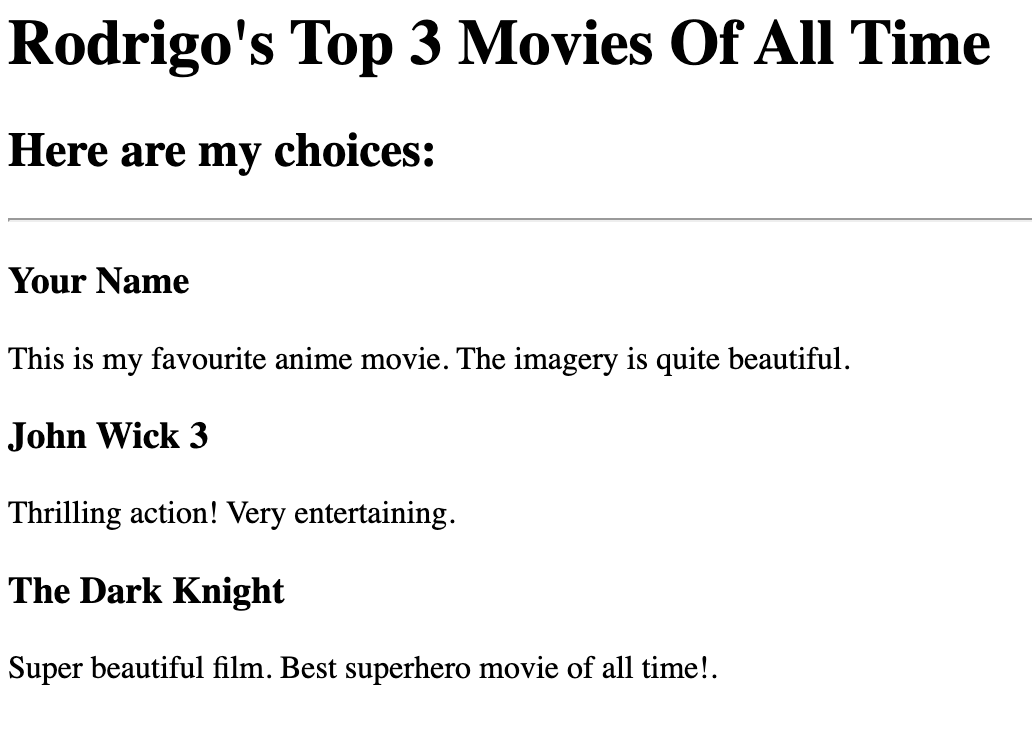 Rodrigo's Top 3 Movies Of All Time
Here are my choices:
Your Name
This is my favourite anime movie. The imagery is quite beautiful.
John Wick 3
Thrilling action! Very entertaining.
The Dark Knight
Super beautiful film. Best superhero movie of all time!.